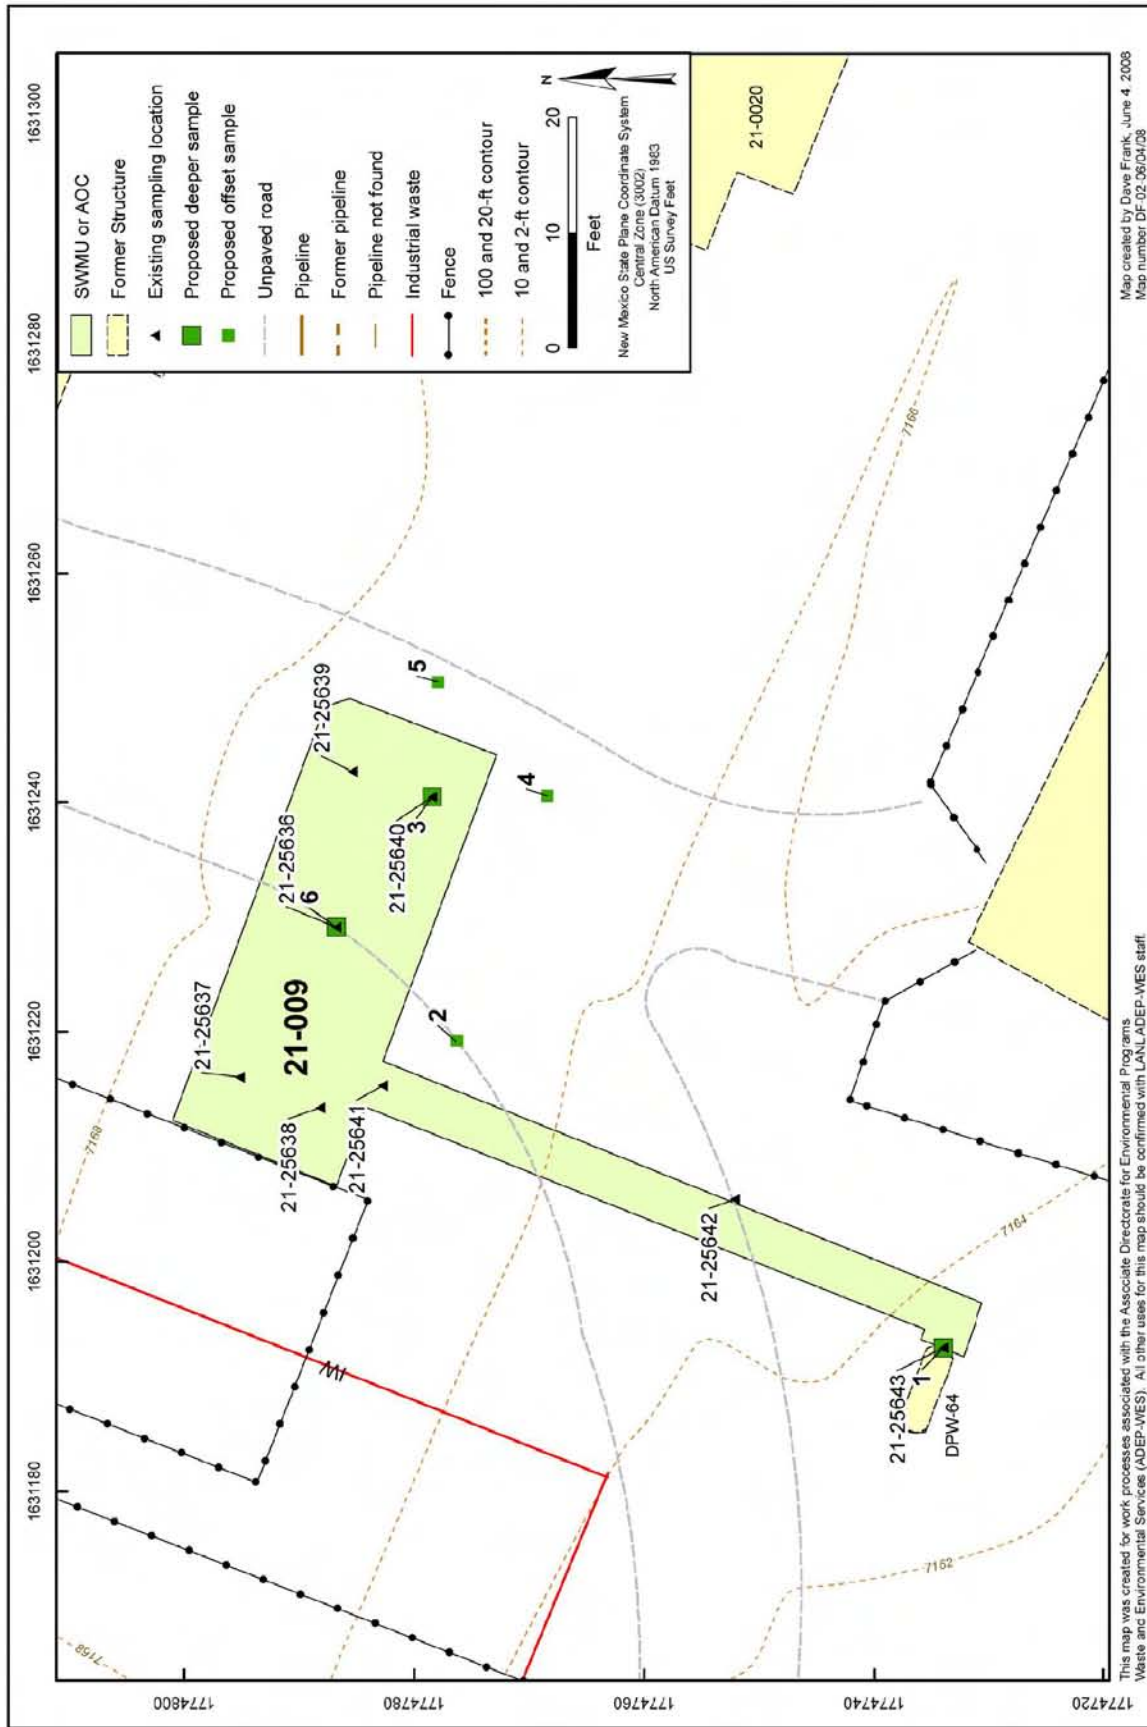 1631180
1631200
1631220
1631240
1631260
1631280
1631300
1774800
1774780
1774760
1774740
1774720
SWMU or AOC
Former Structure
Existing sampling location
Proposed deeper sample
Proposed offset sample
Unpaved road
Pipeline
Former pipeline
Pipeline not found
Industrial waste
Fence
100 and 20-ft contour
10 and 2-ft contour
0 10 20
Feet
N
New Mexico State Plane Coordinate System
Central Zone (3002)
North American Datum 1983
US Survey Feet
7168
7168
IW
21-25637
21-009
21-25638
21-25641
21-25636
6
21-25639
21-25640
3
5
4
2
21-25642
21-25643
1
DPW-64
7164
7162
7166
21-0020
This map was created for work processes associated with the Associate Directorate for Environmental Programs
Waste and Environmental Services (ADEP-WES). All other uses for this map should be confirmed with LANL ADEP-WES staff.
Map created by Dave Frank, June 4, 2008
Map number DF-02-06/04/08